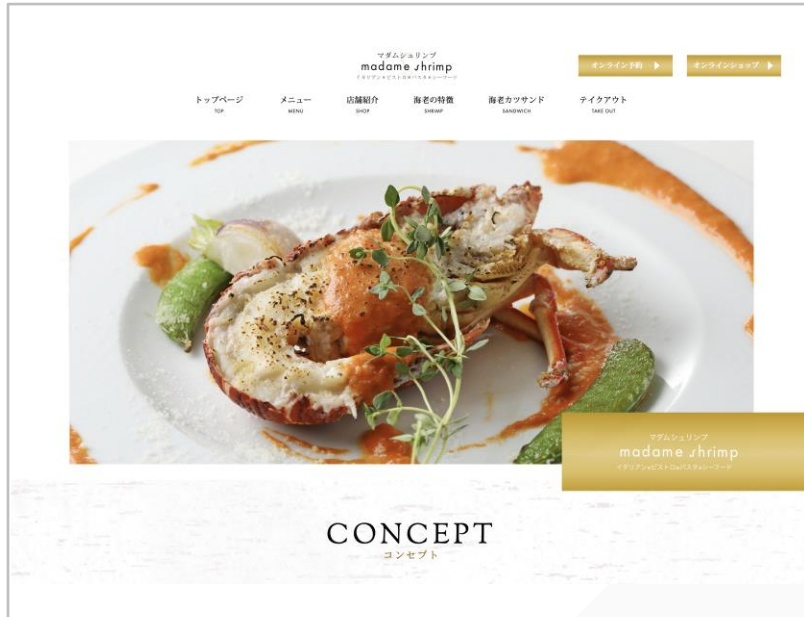 マダムシュリンプ
madame shrimp
イタリアン×ビストロ×パスタ×シーフード
オンライン予約
オンラインショップ
トップページ
TOP
メニュー
MENU
店舗紹介
SHOP
海老の特徴
SHRIMP
海老カツサンド
SANDWICH
テイクアウト
TAKE OUT
マダムシュリンプ
madame shrimp
イタリアン×ビストロ×パスタ×シーフード
CONCEPT
コンセプト